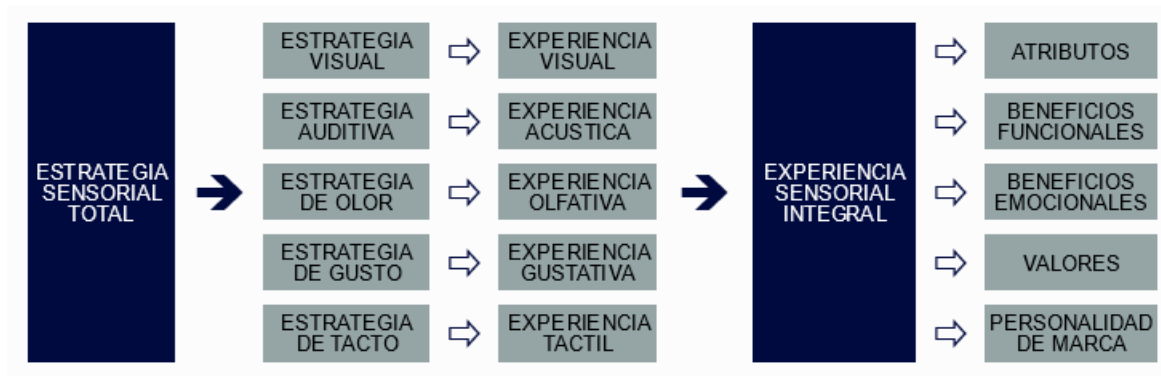 ESTRATEGIA
SENSORIAL
TOTAL
ESTRATEGIA
VISUAL
EXPERIENCIA
VISUAL
ESTRATEGIA
AUDITIVA
EXPERIENCIA
ACUSTICA
ESTRATEGIA
DE OLOR
EXPERIENCIA
OLFATIVA
ESTRATEGIA
DE GUSTO
EXPERIENCIA
GUSTATIVA
ESTRATEGIA
DE TACTO
EXPERIENCIA
TACTIL
EXPERIENCIA
SENSORIAL
INTEGRAL
ATRIBUTOS
BENEFICIOS
FUNCIONALES
BENEFICIOS
EMOCIONALES
VALORES
PERSONALIDAD
DE MARCA